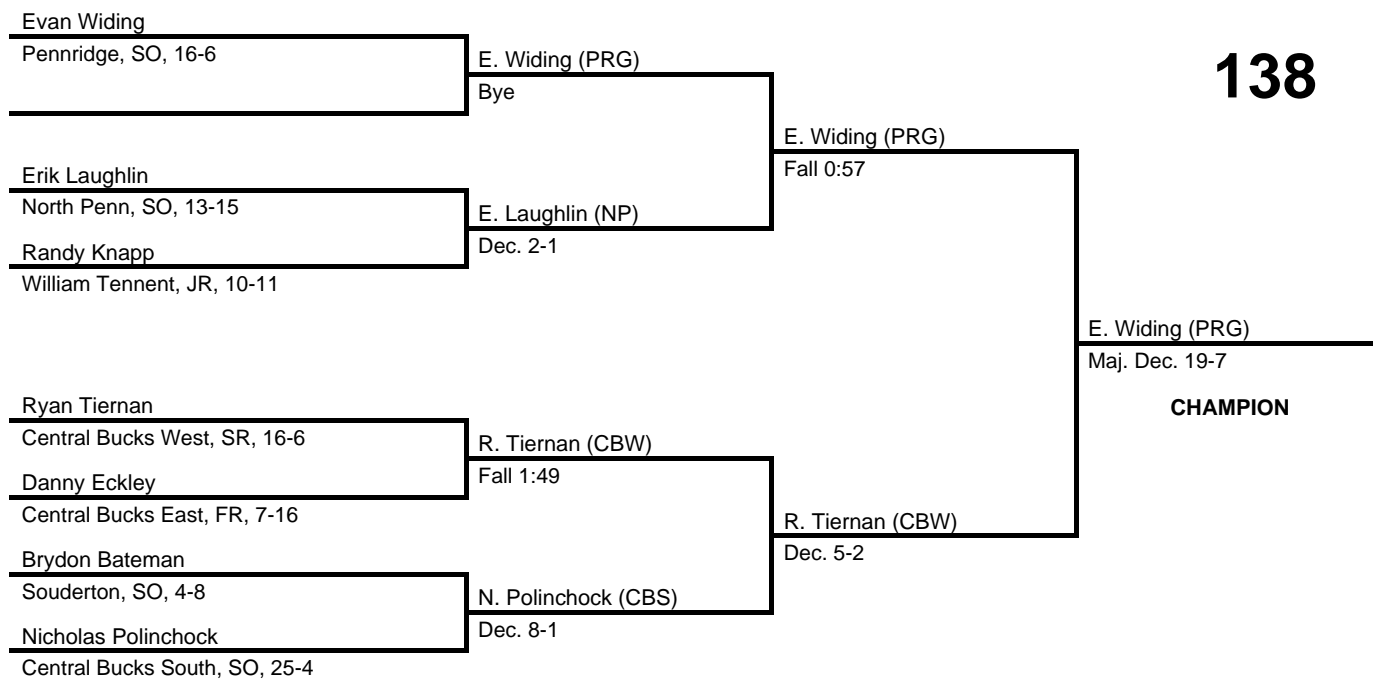 138
Evan Widing
Pennridge, SO, 16-6
E. Widing (PRG)
Bye
E. Widing (PRG)
Fall 0:57
Erik Laughlin
North Penn, SO, 13-15
E. Laughlin (NP)
Dec. 2-1
Randy Knapp
William Tennent, JR, 10-11
E. Widing (PRG)
Maj. Dec. 19-7
CHAMPION
Ryan Tiernan
Central Bucks West, SR, 16-6
R. Tiernan (CBW)
Fall 1:49
Danny Eckley
Central Bucks East, FR, 7-16
R. Tiernan (CBW)
Dec. 5-2
Brydon Bateman
Souderton, SO, 4-8
N. Polinchock (CBS)
Dec. 8-1
Nicholas Polinchock
Central Bucks South, SO, 25-4